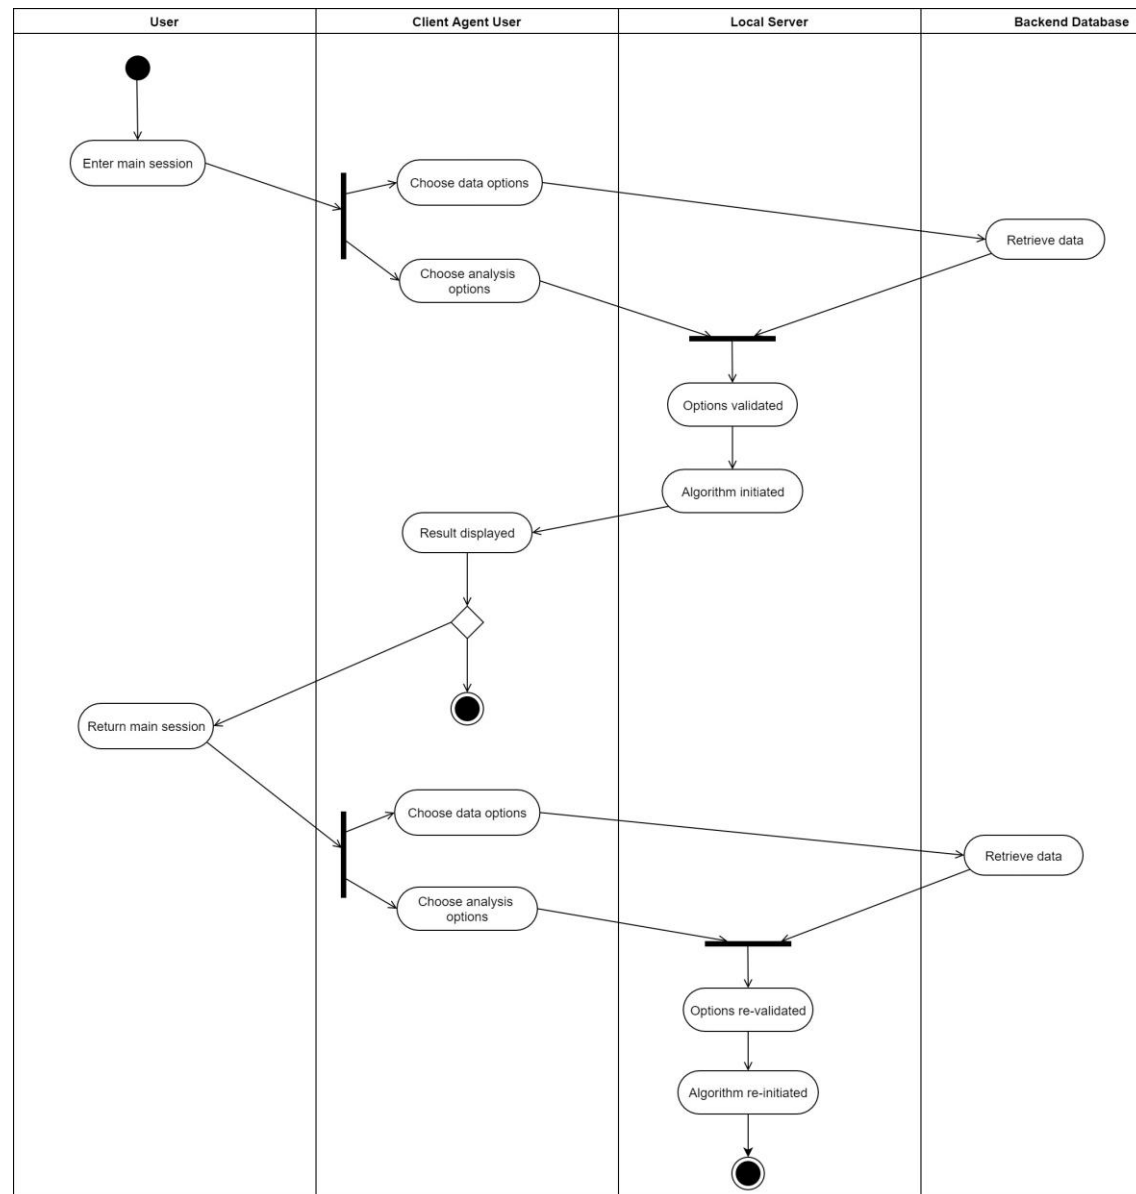 User
Client Agent User
Local Server
Backend Database
Enter main session
Choose data options
Retrieve data
Choose analysis
options
Options validated
Algorithm initiated
Result displayed
Return main session
Choose data options
Retrieve data
Choose analysis
options
Options re-validated
Algorithm re-initiated